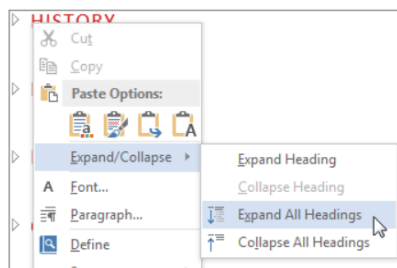 HISTORY
Cut
Copy
Paste Options:
Expand/Collapse
Font...
Paragraph...
Define
Expand Heading
Collapse Heading
Expand All Headings
Collapse All Headings